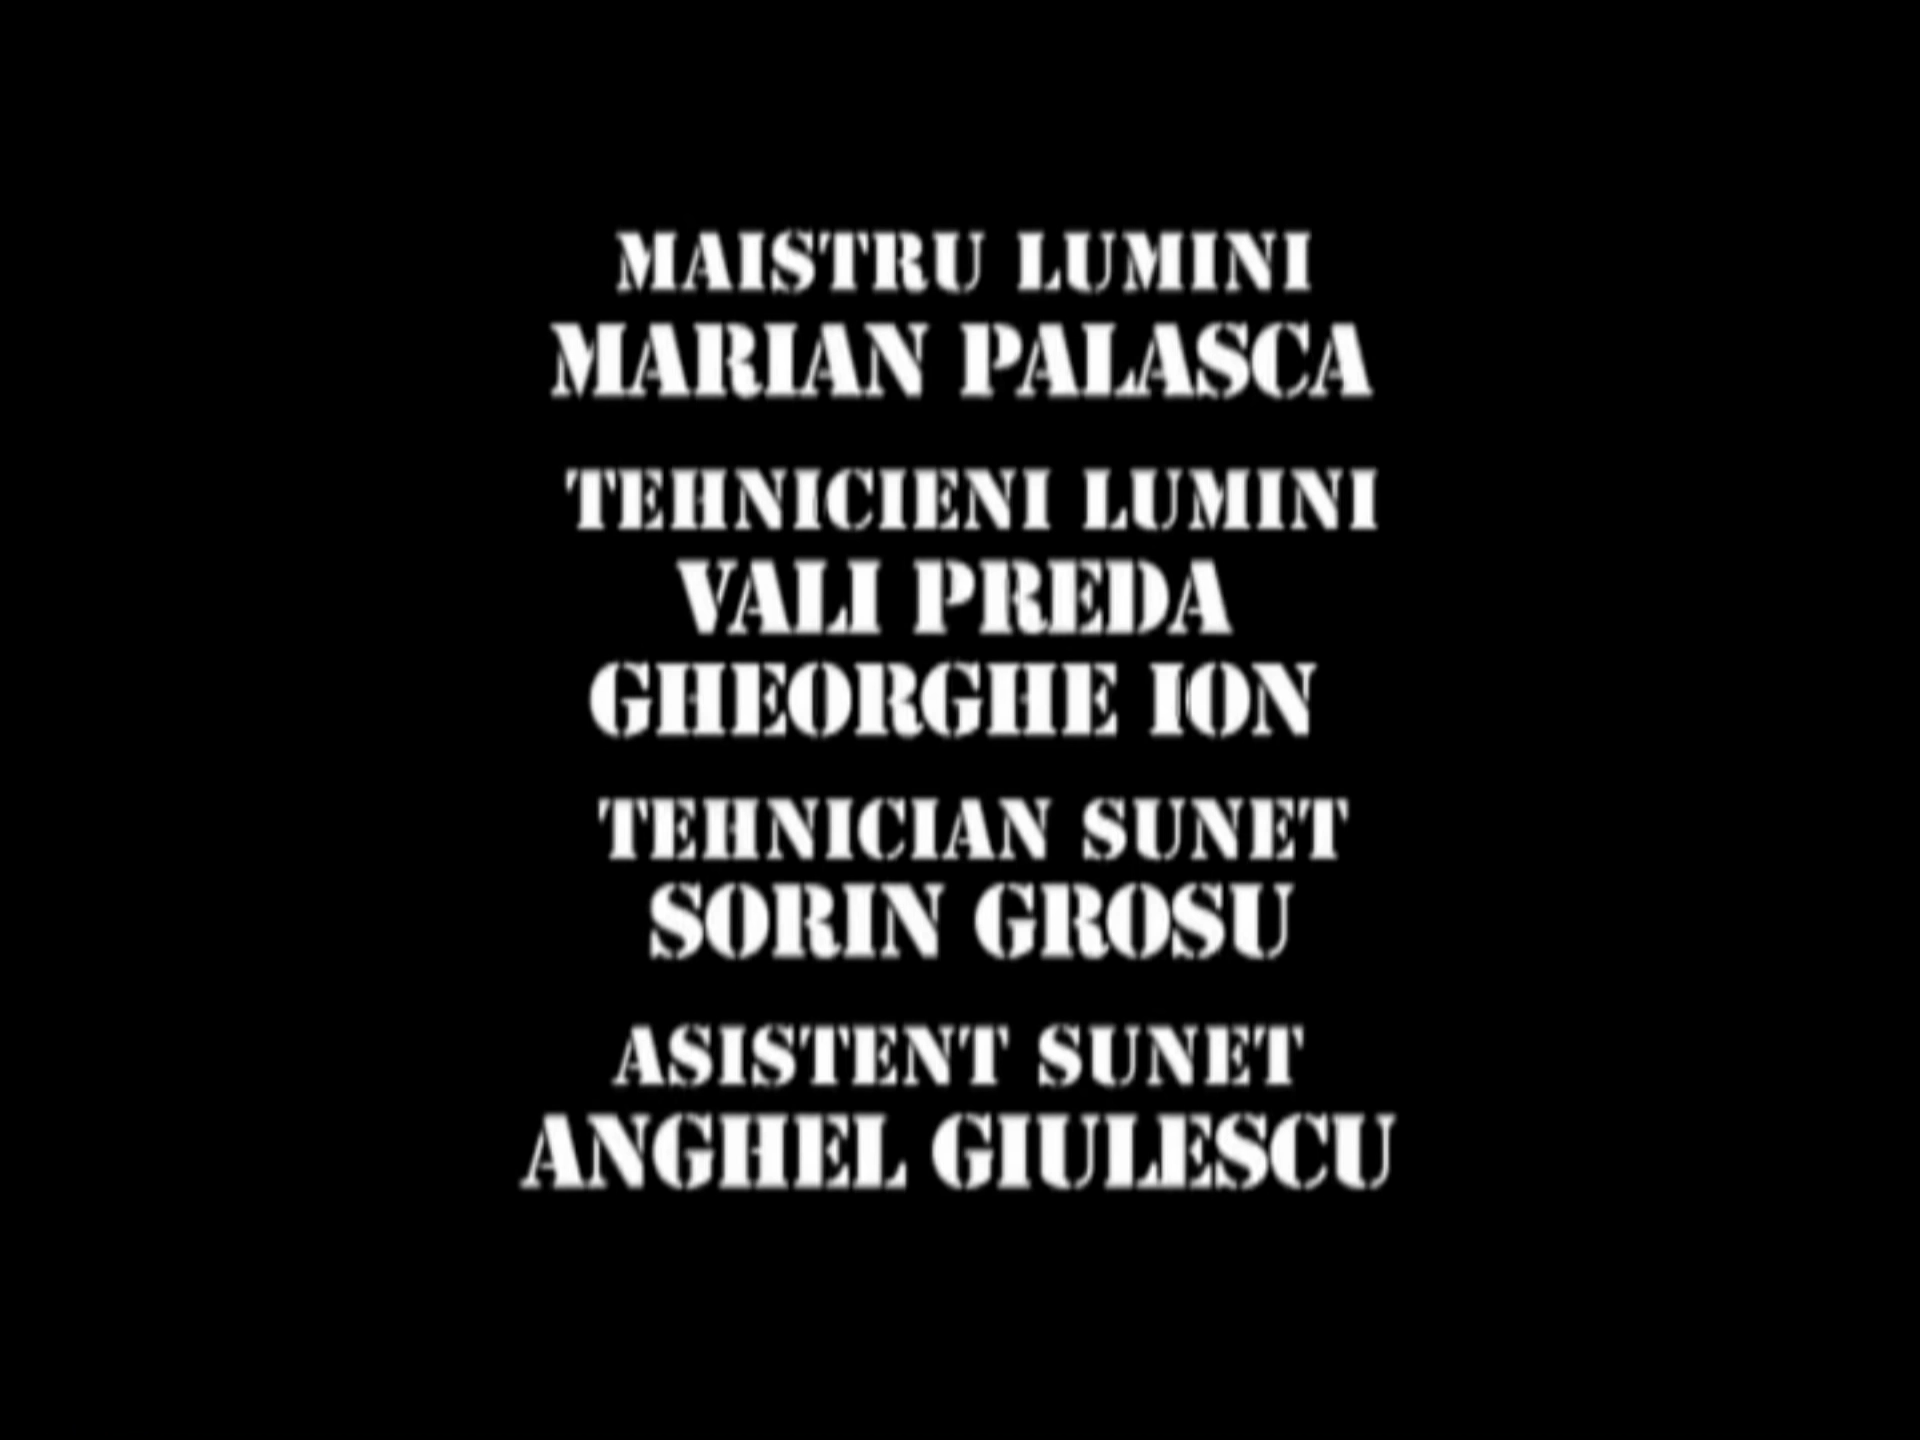 MAISTRU LUMINI
MARIAN PALASCA
TEHNICIENI LUMINI
VALI PREDA
GHEORGHE ION
TEHNICIAN SUNET
SORIN GROSU
ASISTENT SUNET
ANGHEL GIULESCU